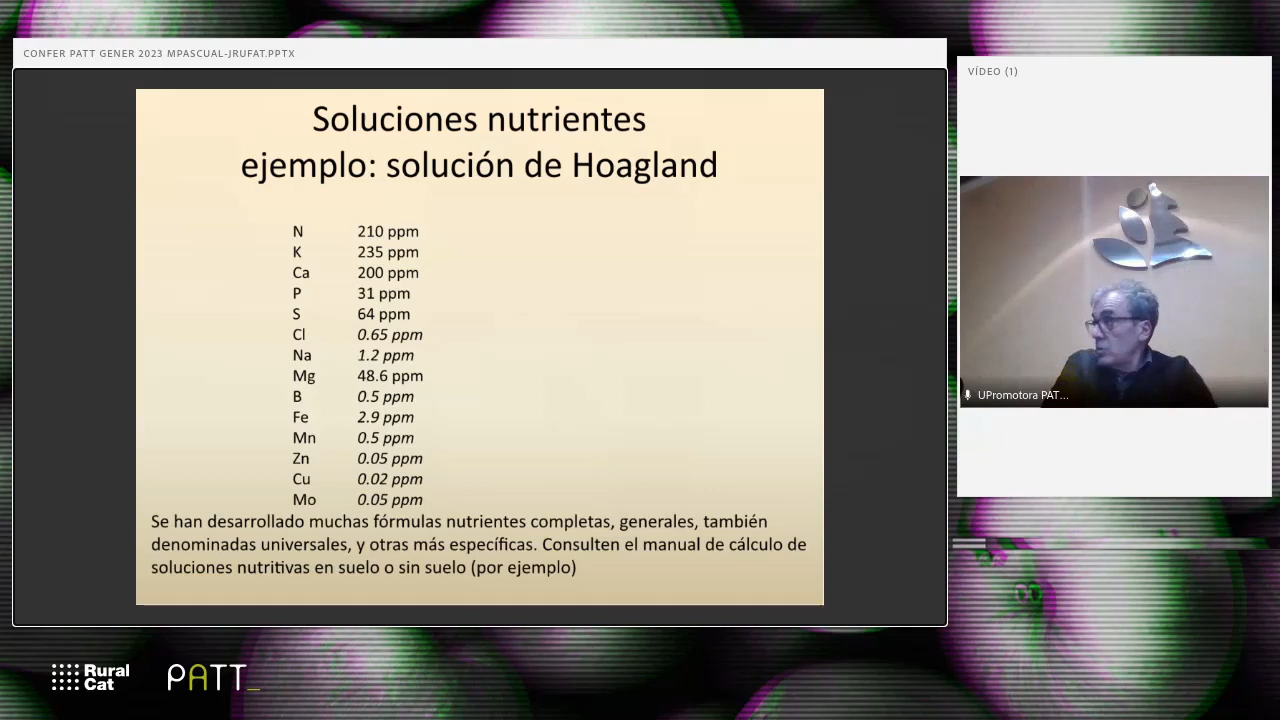 CONFER PATT GENER 2023 MPASCUAL-JRUFAT.PPTX
VÍDEO (1)
Soluciones nutrientes
ejemplo: solución de Hoagland
N 210 ppm
K 235 ppm
Ca 200 ppm
P 31 ppm
S 64 ppm
Cl 0.65 ppm
Na 1.2 ppm
Mg 48.6 ppm
B 0.5 ppm
Fe 2.9 ppm
Mn 0.5 ppm
Zn 0.05 ppm
Cu 0.02 ppm
Mo 0.05 ppm
Se han desarrollado muchas fórmulas nutrientes completas, generales, también
denominadas universales, y otras más específicas. Consulten el manual de cálculo de
soluciones nutritivas en suelo o sin suelo (por ejemplo)
UPromotora PAT...
Rural
Cat
PATT_